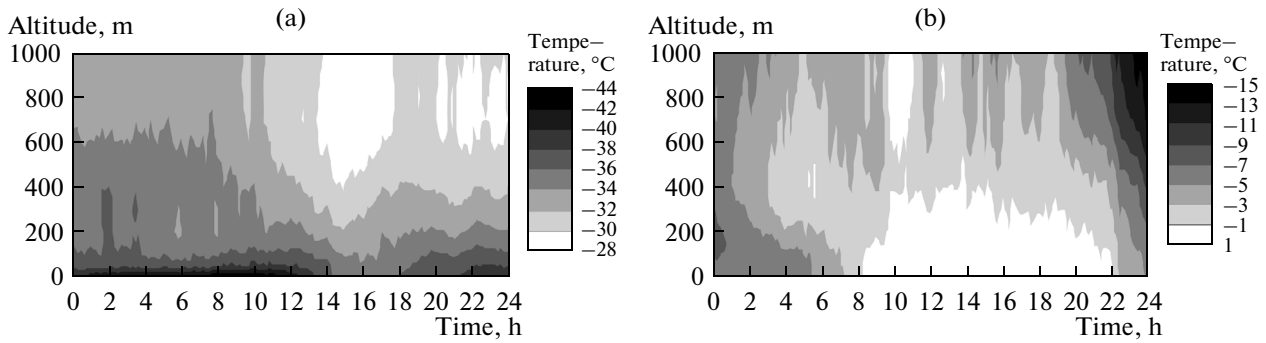 (a)
Altitude, m
1000
800
600
400
200
0
0 2 4 6 8 10 12 14 16 18 20 22 24
Time, h
Tempe–
rature, °C
–44
–42
–40
–38
–36
–34
–32
–30
–28
(b)
Altitude, m
1000
800
600
400
200
0
0 2 4 6 8 10 12 14 16 18 20 22 24
Time, h
Tempe–
rature, °C
–15
–13
–11
–9
–7
–5
–3
–1
1